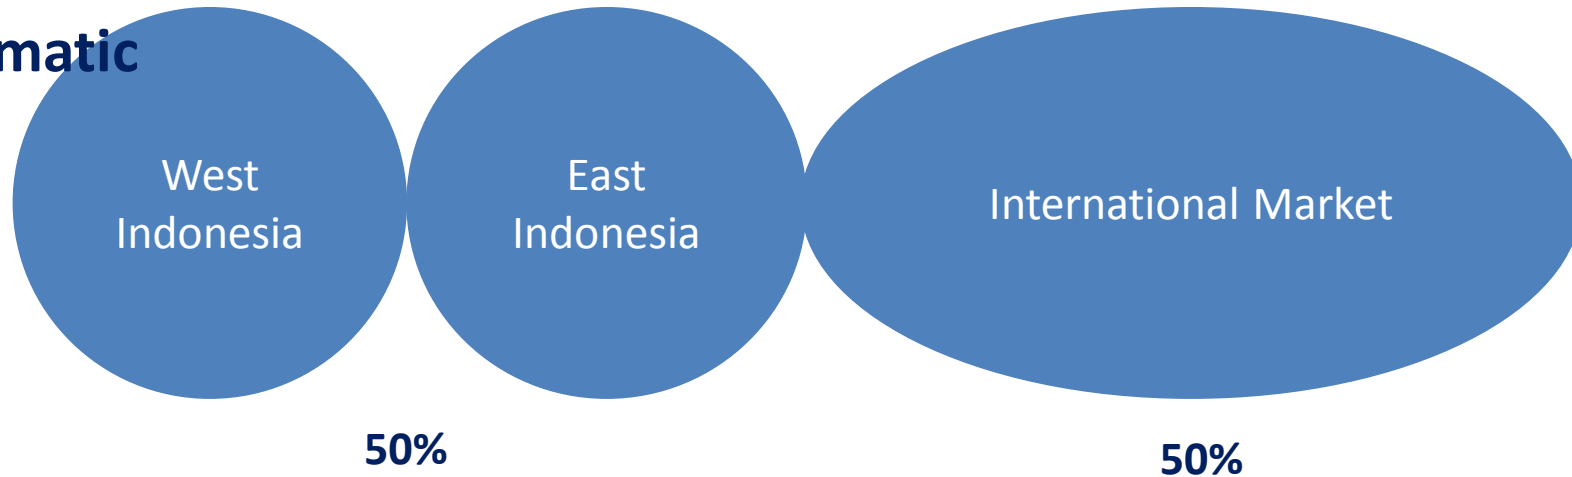 matic
West
Indonesia
East
Indonesia
International Market
50%
50%